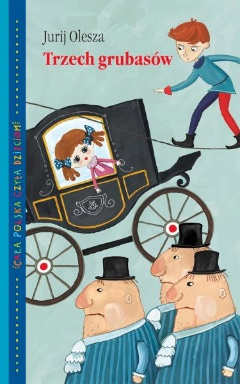 Jurij Olesza
Trzech grubasów
CAŁA POLSKA CZYTA DZIECIOM